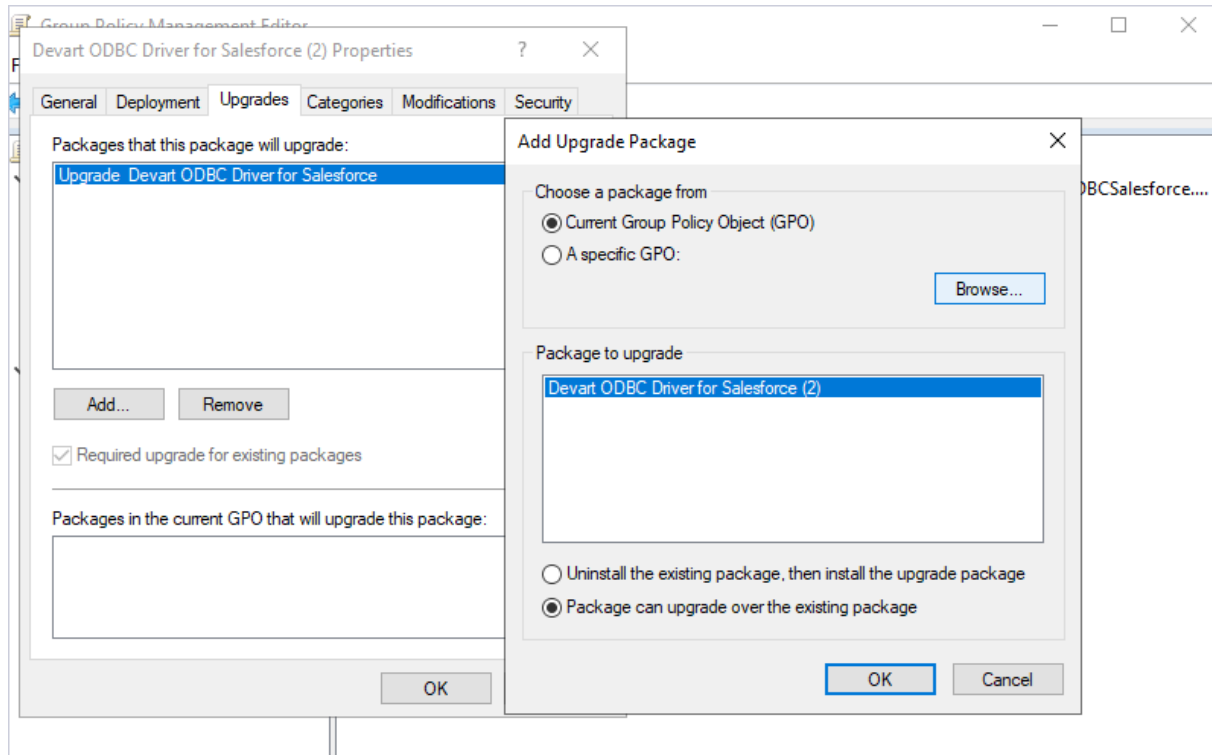 Group Policy Management Editor
Devart ODBC Driver for Salesforce (2) Properties ?
F
General Deployment Upgrades Categories Modifications Security
Packages that this package will upgrade:
Upgrade Devart ODBC Driver for Salesforce
Add... Remove
Required upgrade for existing packages
Packages in the current GPO that will upgrade this package:
OK
Add Upgrade Package
Choose a package from
Current Group Policy Object (GPO)
A specific GPO:
Browse...
Package to upgrade
Devart ODBC Driver for Salesforce (2)
Uninstall the existing package, then install the upgrade package
Package can upgrade over the existing package
OK Cancel
DBCSalesforce....